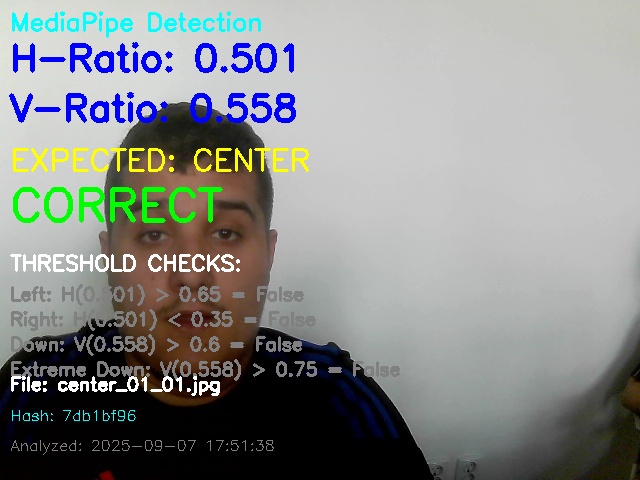 MediaPipe Detection
H-Ratio: 0.501
V-Ratio: 0.558
EXPECTED: CENTER
CORRECT
THRESHOLD CHECKS:
Left: H(0.501) > 0.65 = False
Right: H(0.501) < 0.35 = False
Down: V(0.558) > 0.6 = False
Extreme Down: V(0.558) > 0.75 = False
File: center_01_01.jpg
Hash: 7db1bf96
Analyzed: 2025-09-07 17:51:38